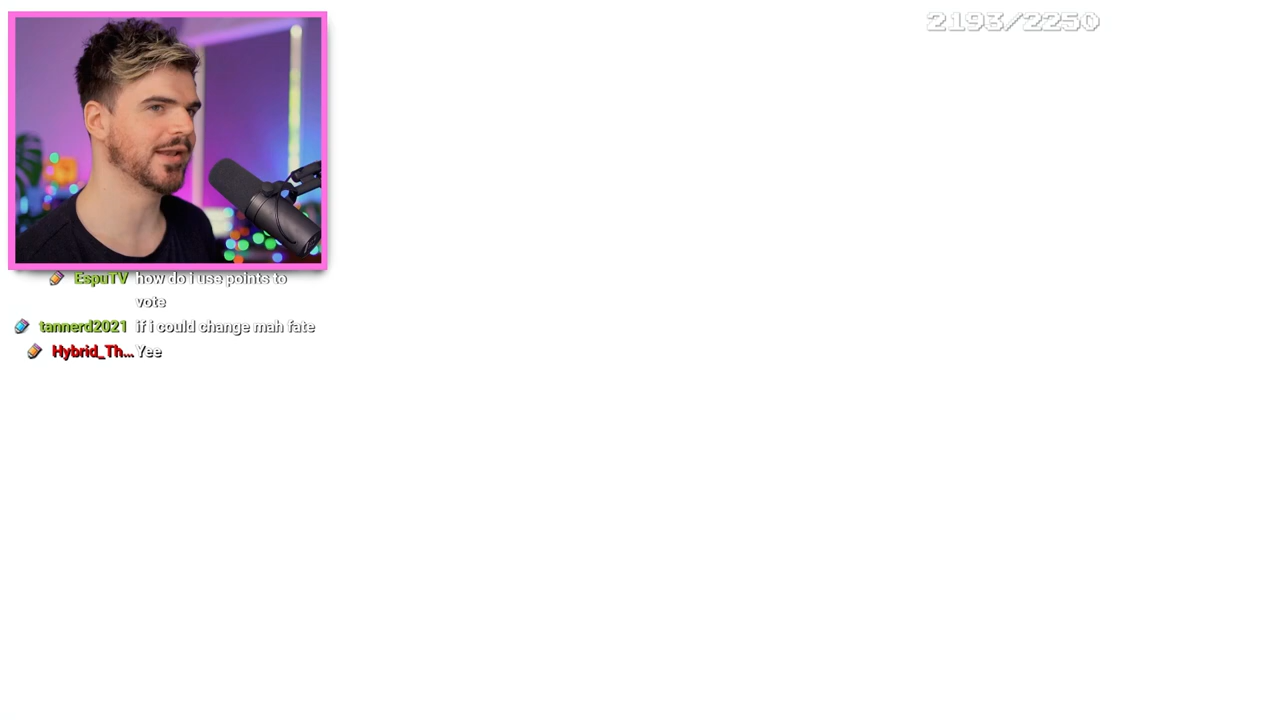 2193/2250
EspuTV how do i use points to
vote
tannerd2021 if i could change mah fate
Hybrid_Th... Yee